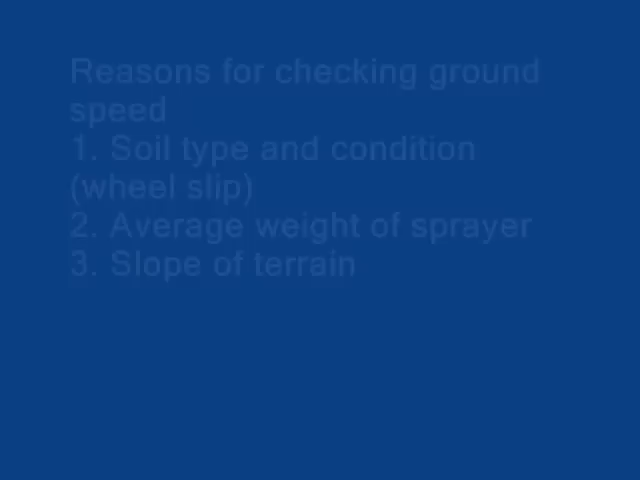 Reasons for checking ground
speed
1. Soil type and condition
(wheel slip)
2. Average weight of sprayer
3. Slope of terrain